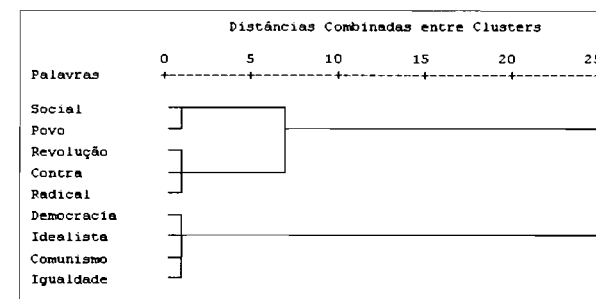 Distâncias Combinadas entre Clusters
0 5 10 15 20 25
Palavras
Social
Povo
Revolução
Contra
Radical
Democracia
Idealista
Comunismo
Igualdade